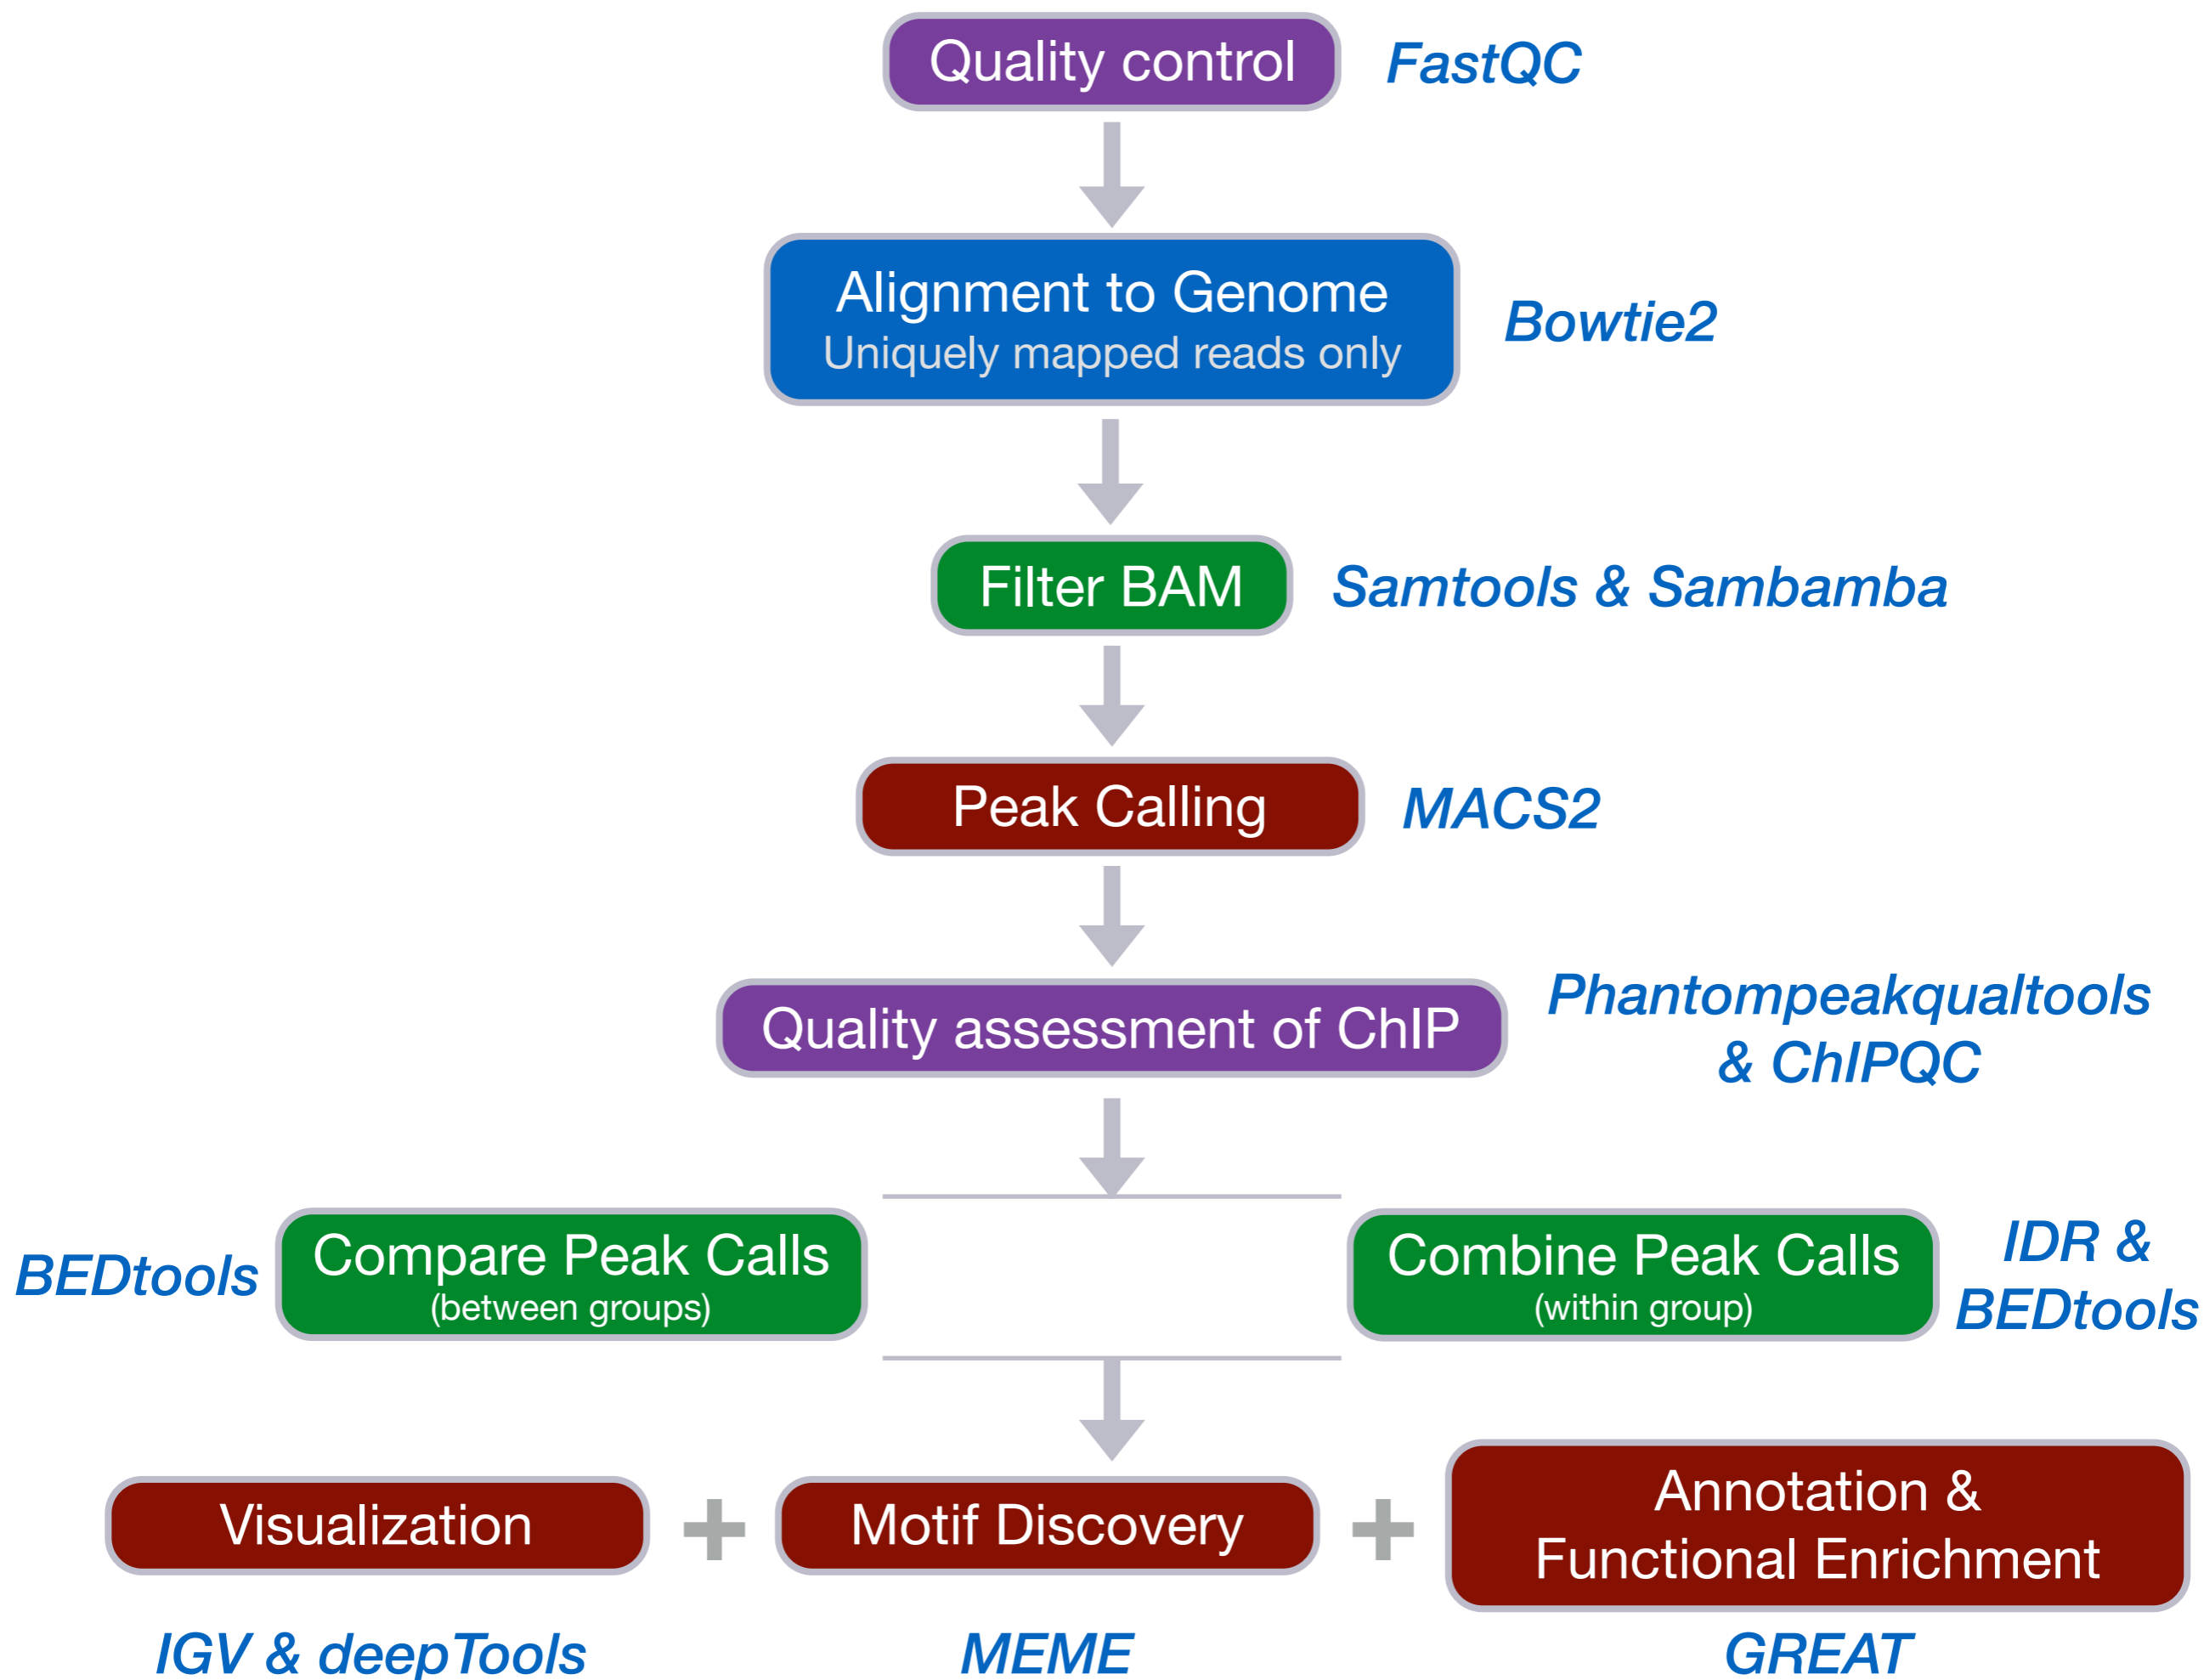 Quality control
FastQC
Alignment to Genome
Uniquely mapped reads only
Bowtie2
Filter BAM
Samtools & Sambamba
Peak Calling
MACS2
Quality assessment of ChIP
Phantompeakqualtools
& ChIPQC
BEDtools
Compare Peak Calls
(between groups)
Combine Peak Calls
(within group)
IDR &
BEDtools
Visualization
+
Motif Discovery
+
Annotation &
Functional Enrichment
IGV & deepTools
MEME
GREAT